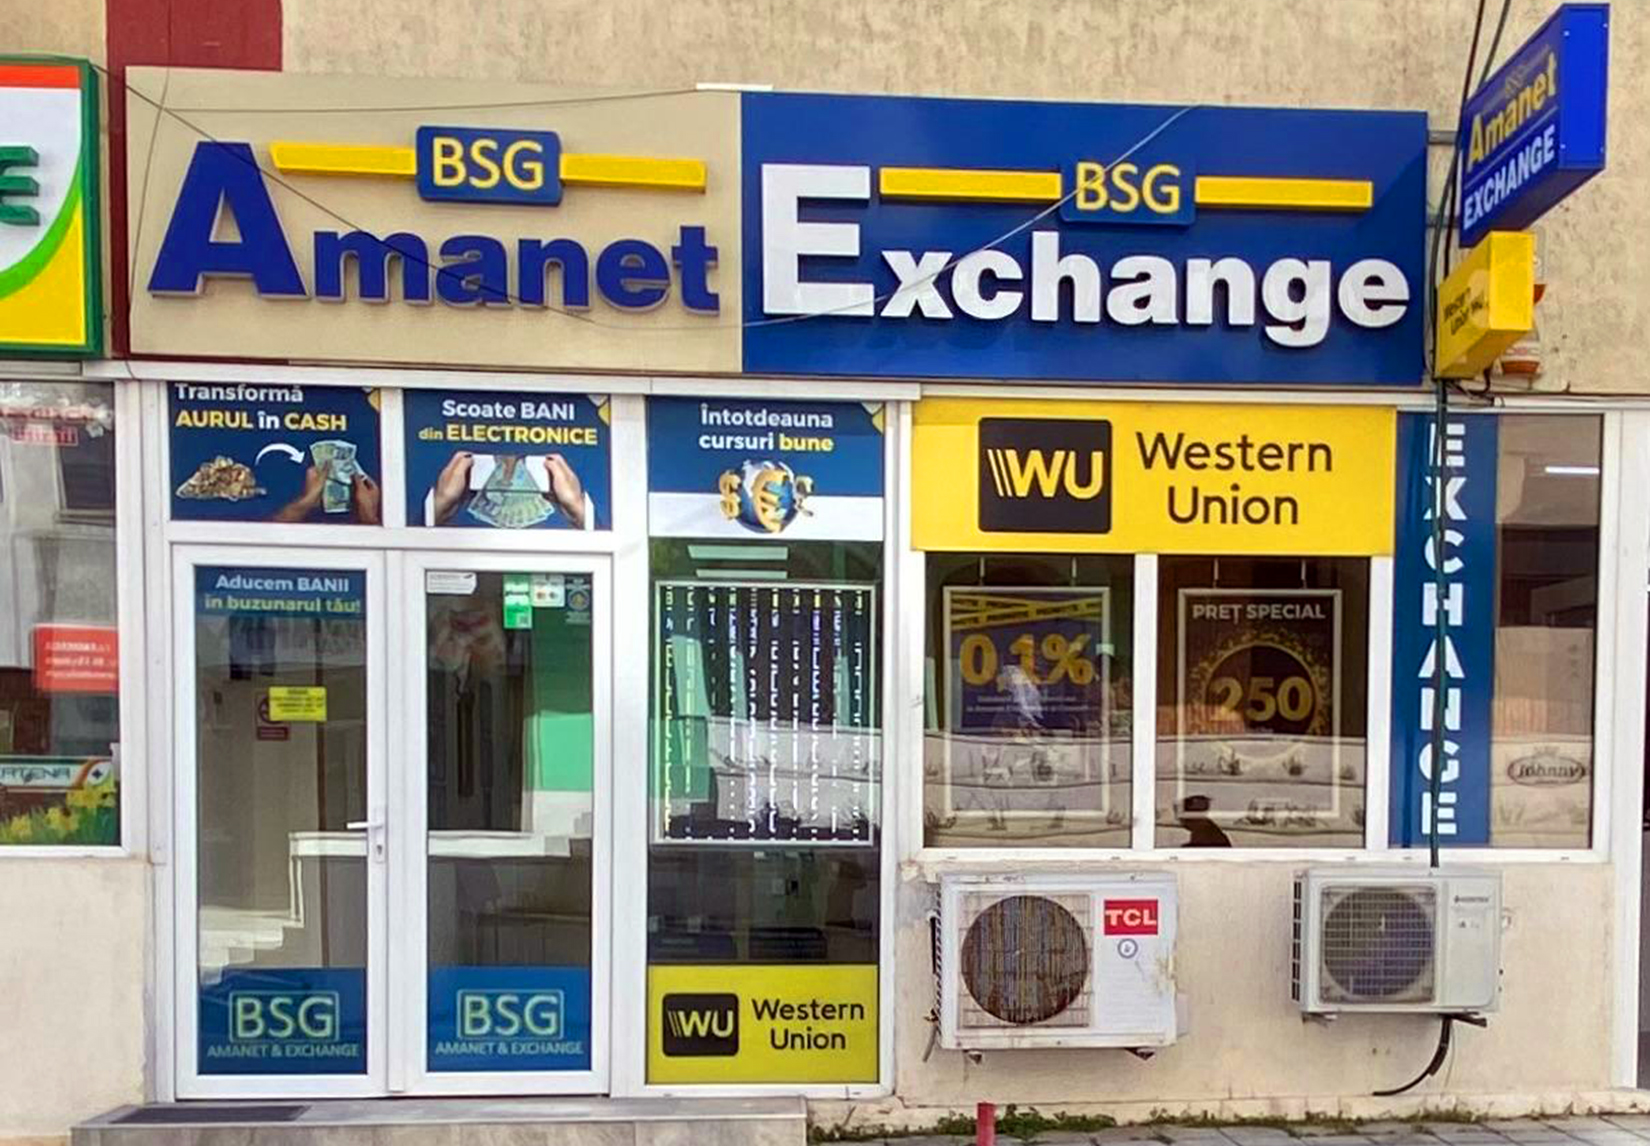 BSG
Amanet
BSG
Exchange
Amanet
EXCHANGE
Transformă
AURUL în CASH
Scoate BANI
din ELECTRONICE
Întotdeauna
cursuri bune
WU
Western
Union
EXCHANGE
Aducem BANII
în buzunarul tău!
0,1%
PREȚ SPECIAL
250
Johnny
TCL
BSG
AMANET & EXCHANGE
BSG
AMANET & EXCHANGE
WU
Western
Union